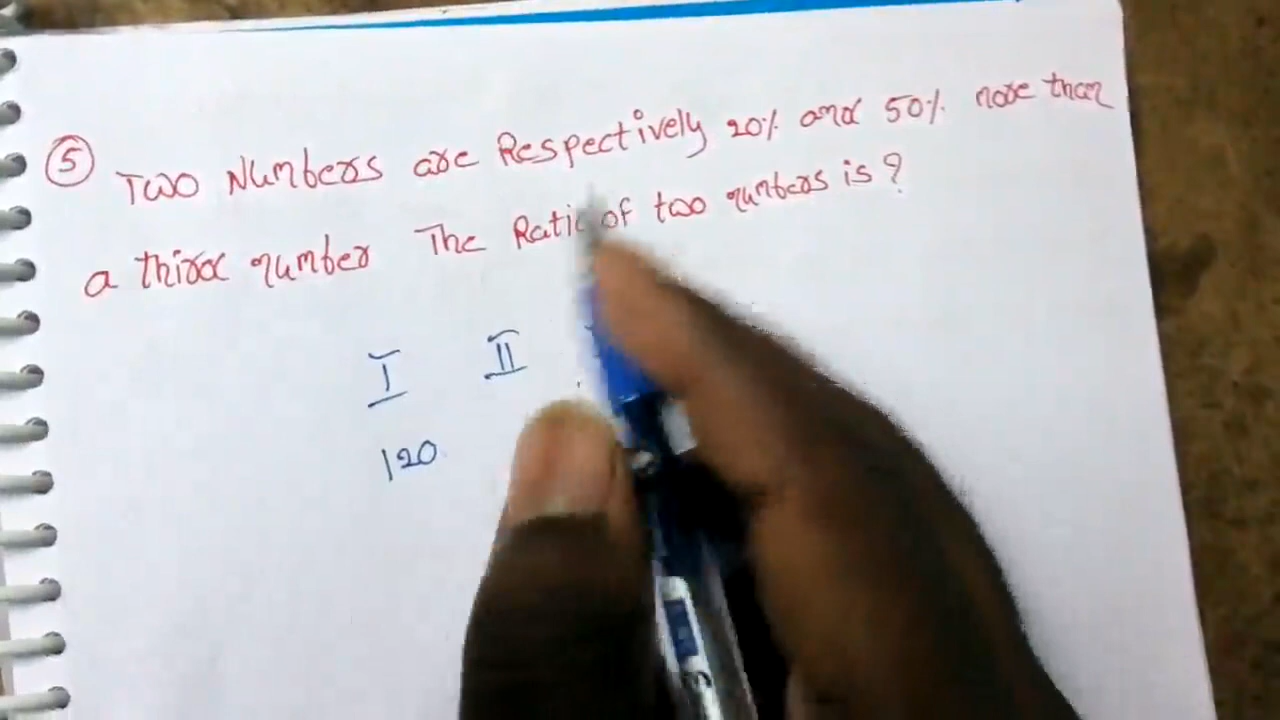 5 Two Numbers are Respectively 20% and 50% more than
a third number The Ratio of two numbers is ?
I II
120